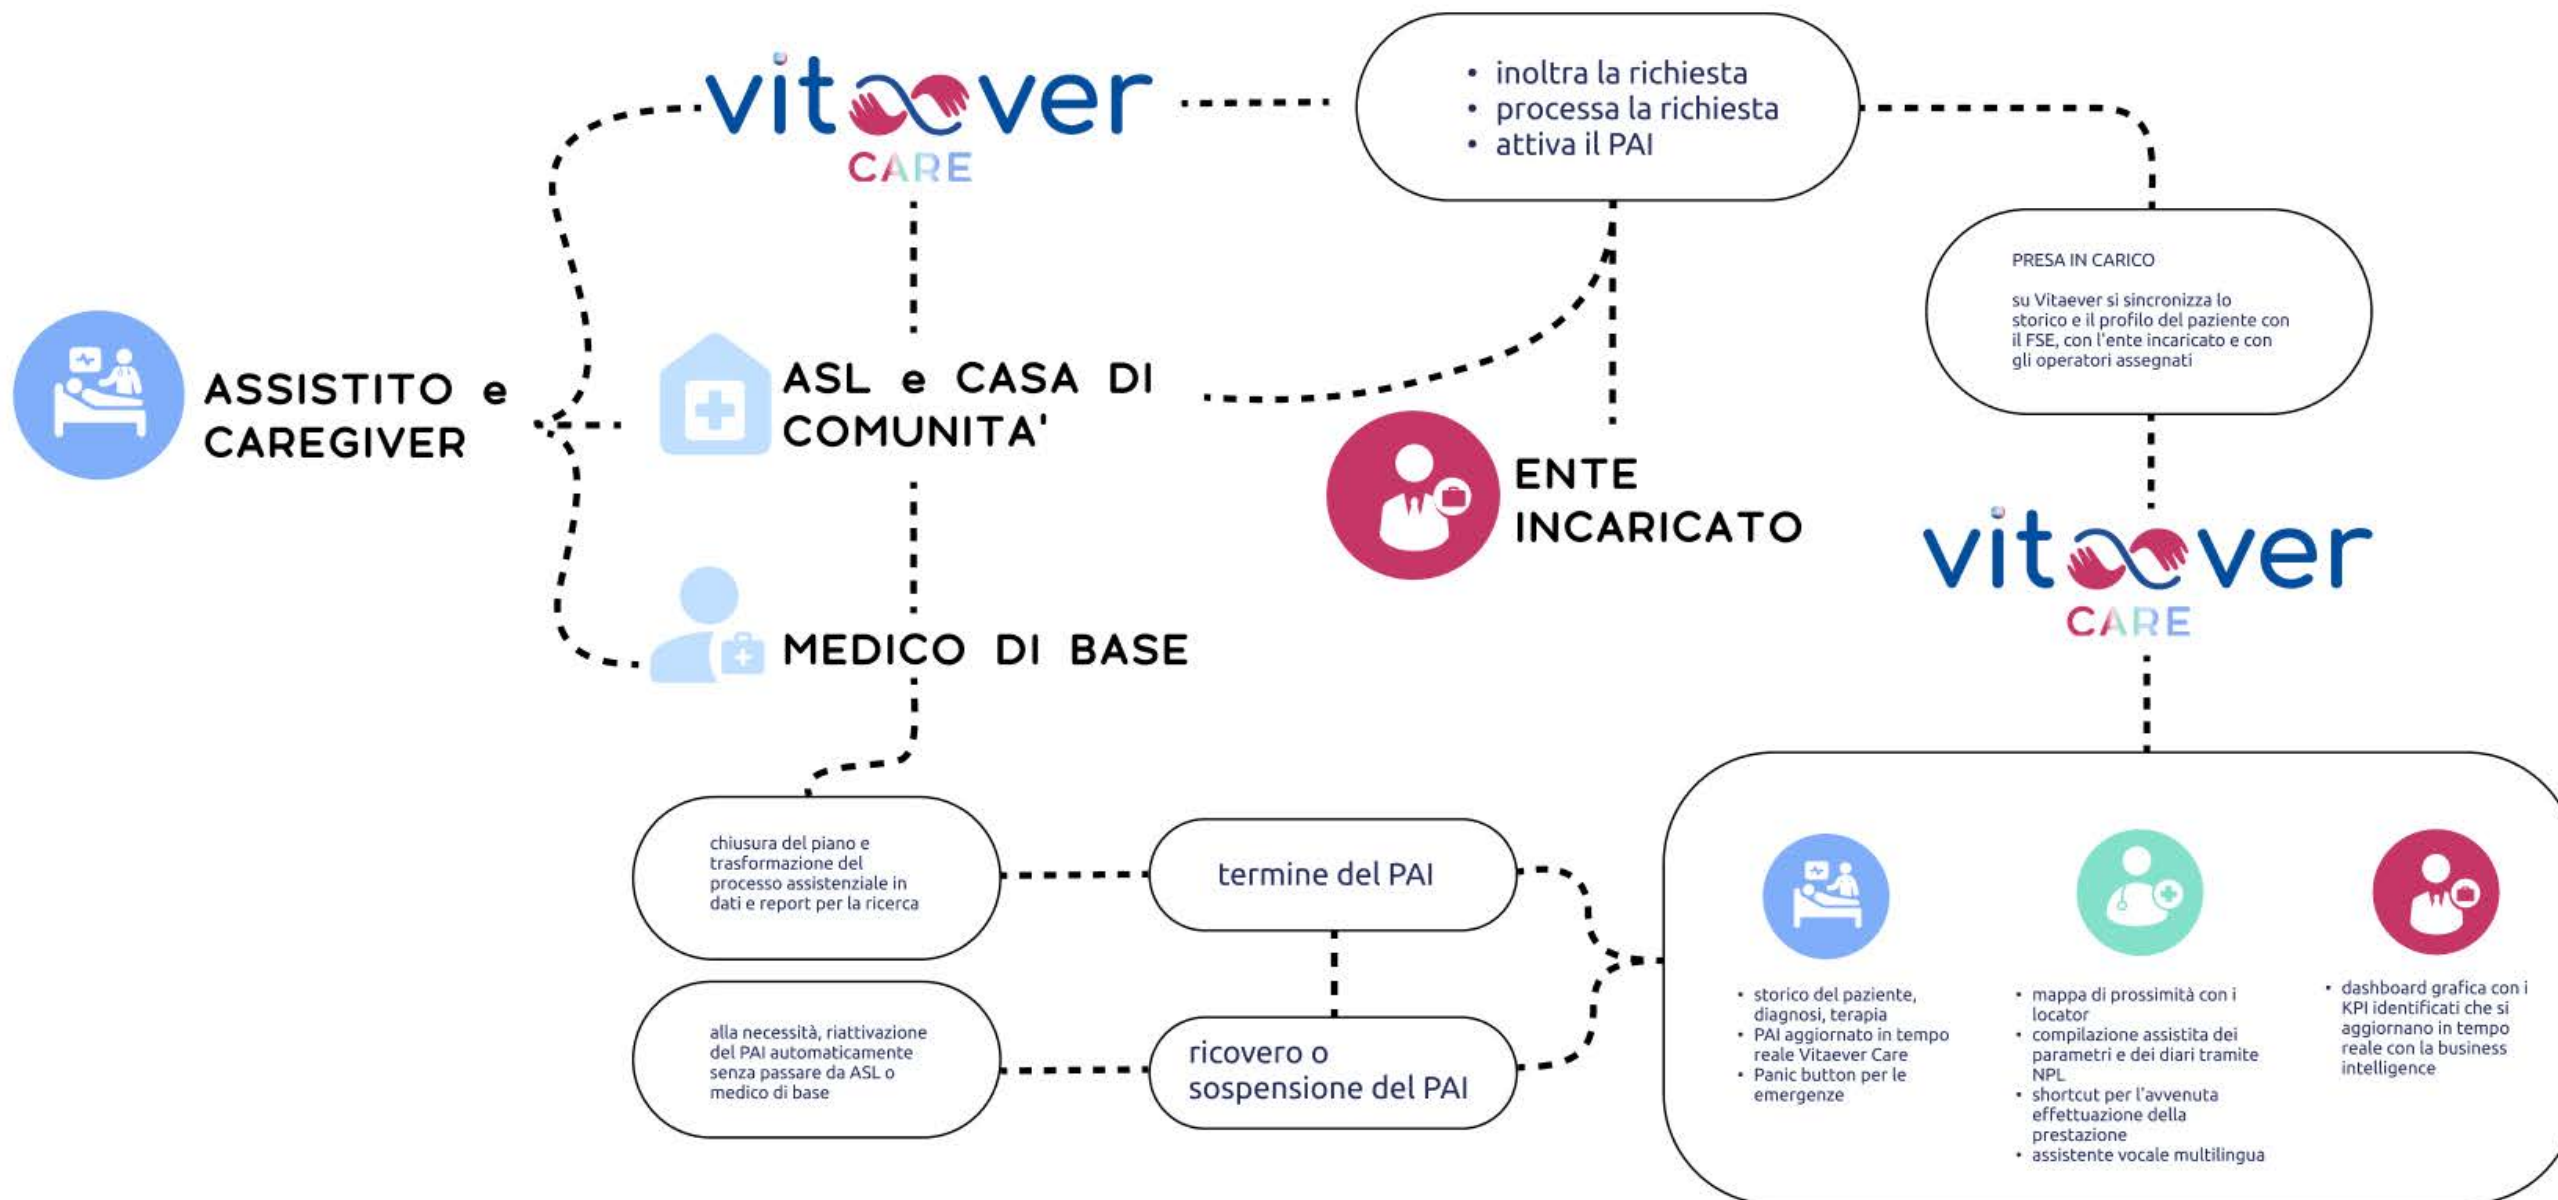 vitaever
CARE
• inoltra la richiesta
• processa la richiesta
• attiva il PAI
PRESA IN CARICO
su Vitaever si sincronizza lo
storico e il profilo del paziente con
il FSE, con l'ente incaricato e con
gli operatori assegnati
ASSISTITO e
CAREGIVER
ASL e CASA DI
COMUNITA'
ENTE
INCARICATO
MEDICO DI BASE
vitaever
CARE
chiusura del piano e
trasformazione del
processo assistenziale in
dati e report per la ricerca
termine del PAI
alla necessità, riattivazione
del PAI automaticamente
senza passare da ASL o
medico di base
ricovero o
sospensione del PAI
• storico del paziente,
diagnosi, terapia
• PAI aggiornato in tempo
reale Vitaever Care
• Panic button per le
emergenze
• mappa di prossimità con i
locator
• compilazione assistita dei
parametri e dei diari tramite
NPL
• shortcut per l'avvenuta
effettuazione della
prestazione
• assistente vocale multilingua
• dashboard grafica con i
KPI identificati che si
aggiornano in tempo
reale con la business
intelligence